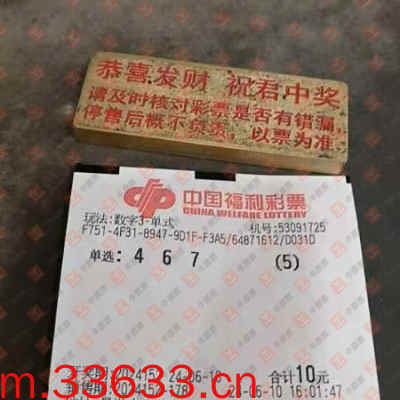 恭喜发财 祝君中奖
请及时核对彩票是否有错漏,
停售后概不负责,以票为准
中国福利彩票
CHINA WELFARE LOTTERY
玩法:数字3-单式
机号:53091725
F751-4F31-8947-9D1F-F3A5/64871612/D031D
单选: 4 6 7 (5)
合计10元
16:01:47
m.33633.cn